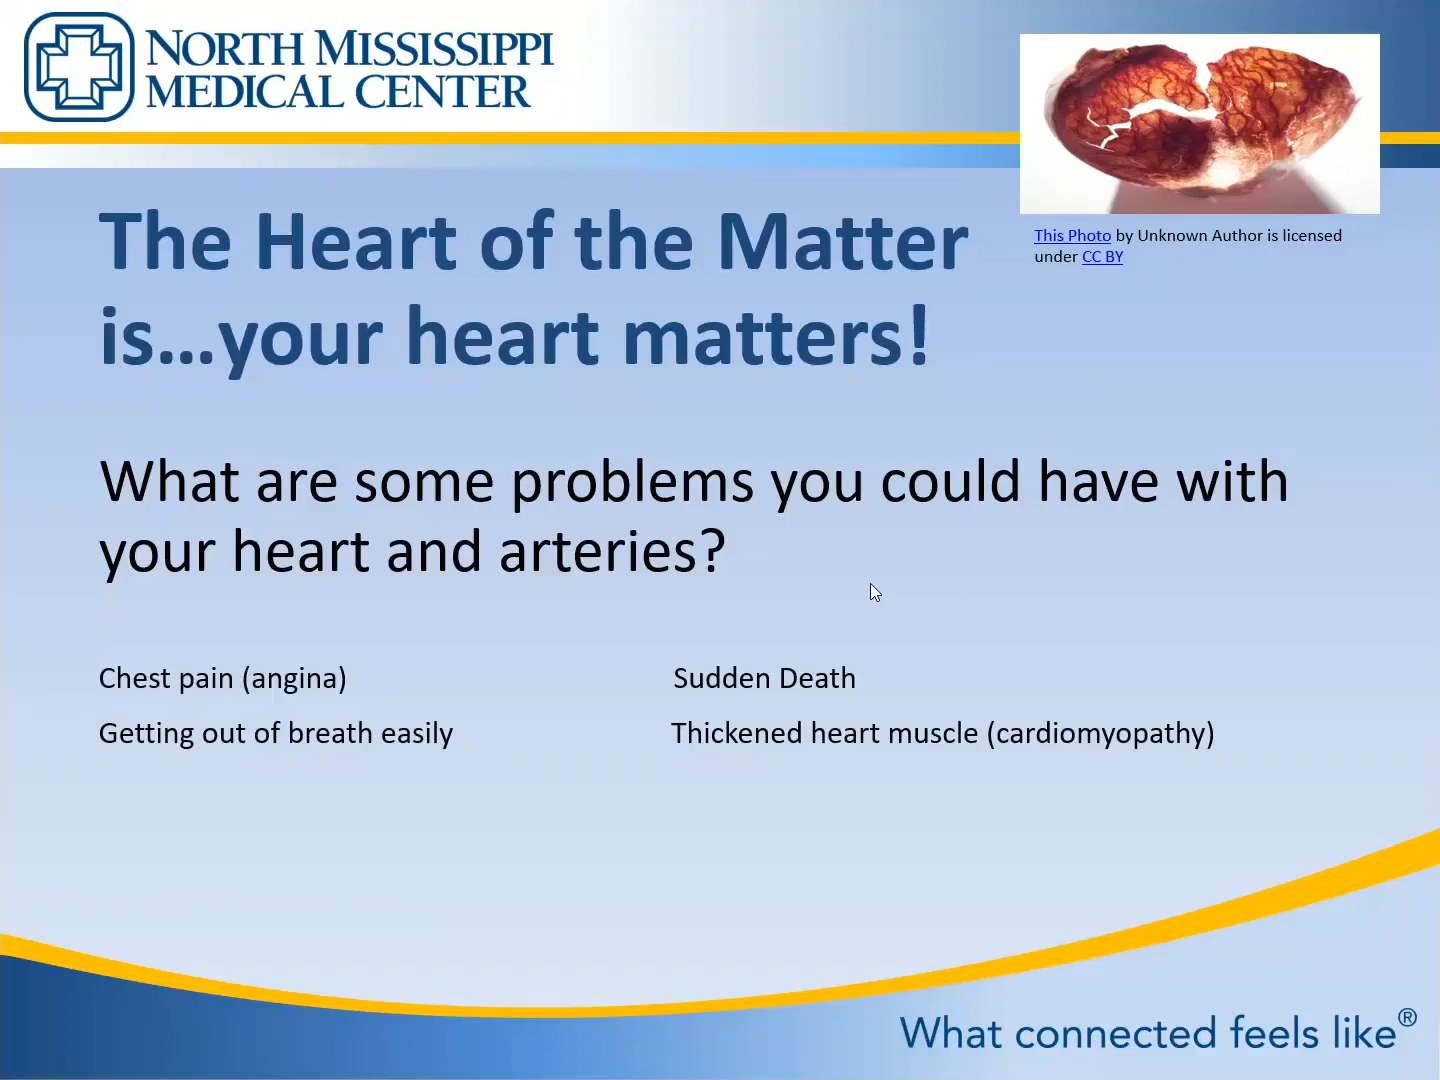 NORTH MISSISSIPPI
MEDICAL CENTER
This Photo by Unknown Author is licensed
under CC BY
The Heart of the Matter
is...your heart matters!
What are some problems you could have with
your heart and arteries?
Chest pain (angina) Sudden Death
Getting out of breath easily Thickened heart muscle (cardiomyopathy)
What connected feels like®